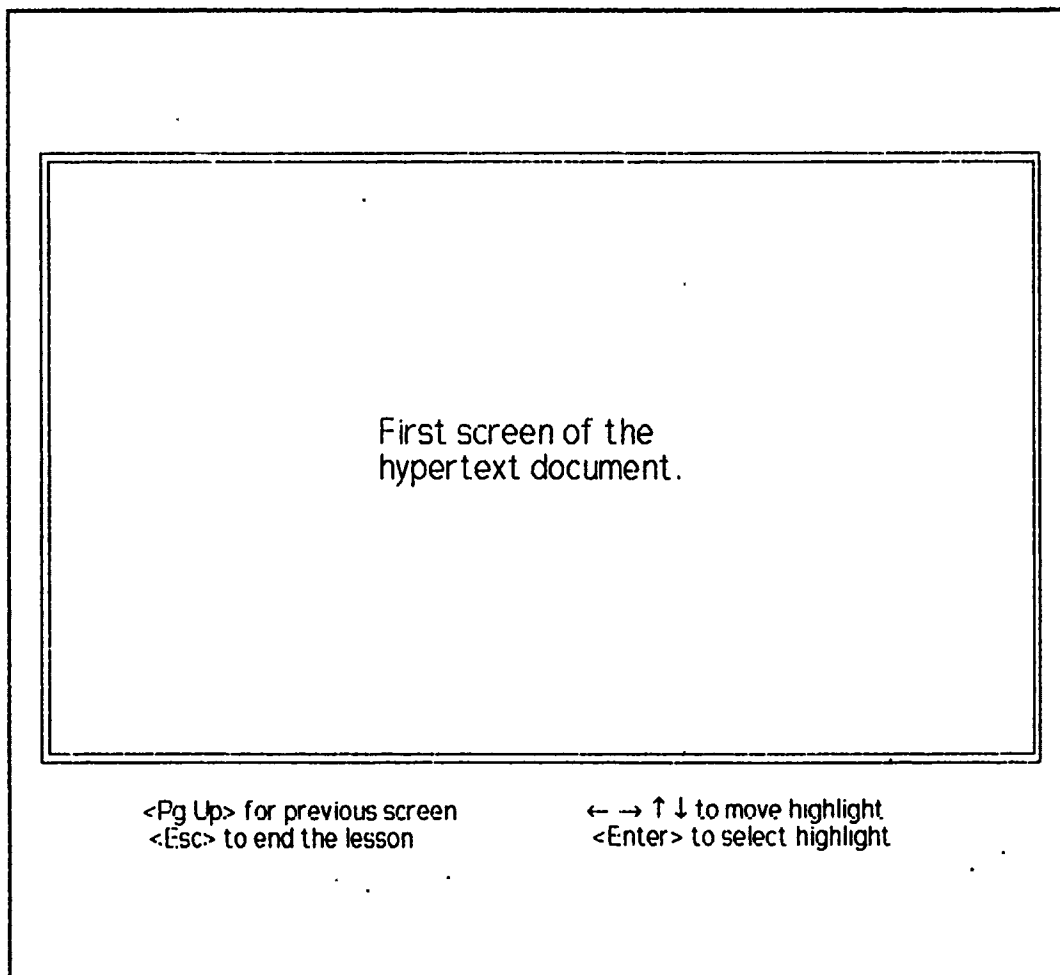 First screen of the
hypertext document.
<Pg Up> for previous screen
← → ↑ ↓ to move highlight
<Esc> to end the lesson
<Enter> to select highlight